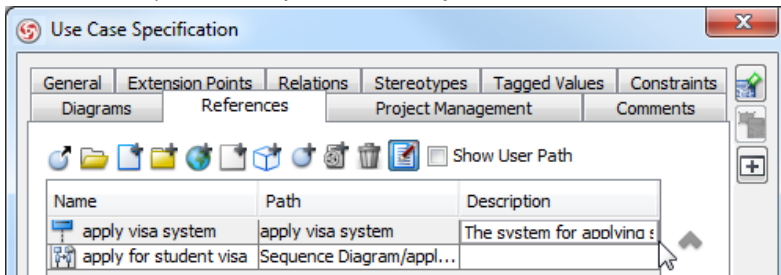 Use Case Specification
General Extension Points Relations Stereotypes Tagged Values Constraints
Diagrams References Project Management Comments
Show User Path
Name Path Description
apply visa system apply visa system The system for applying s
apply for student visa Sequence Diagram/appl...